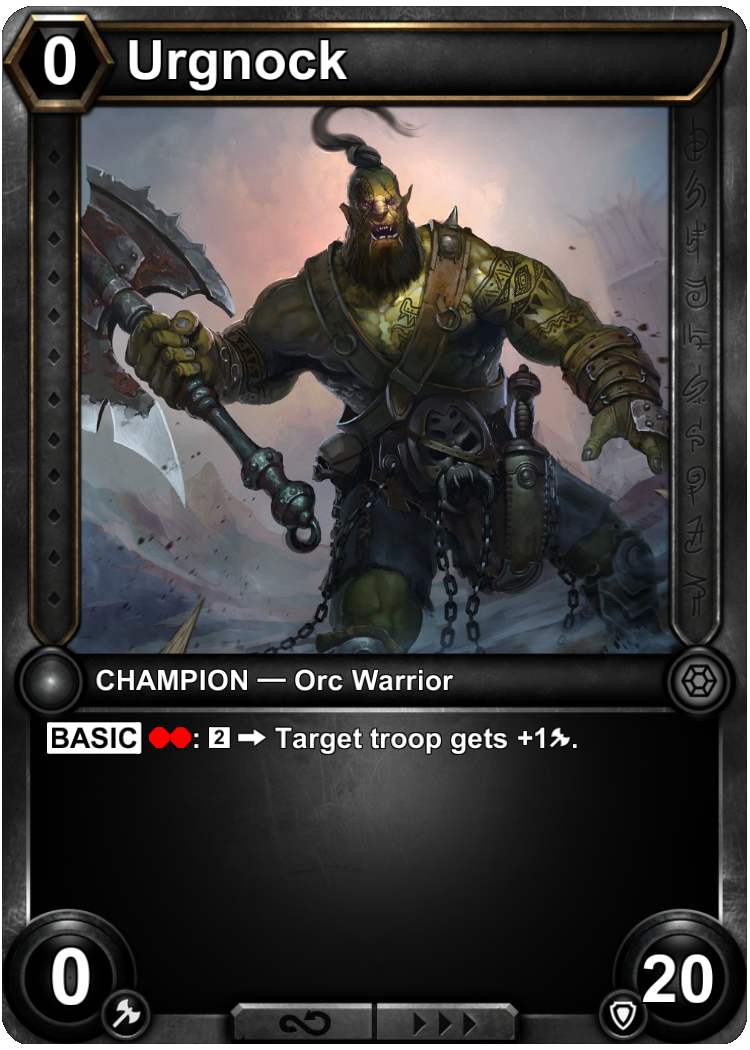 0 Urgnock
CHAMPION — Orc Warrior
BASIC : 2 ➡ Target troop gets +1.
0
20